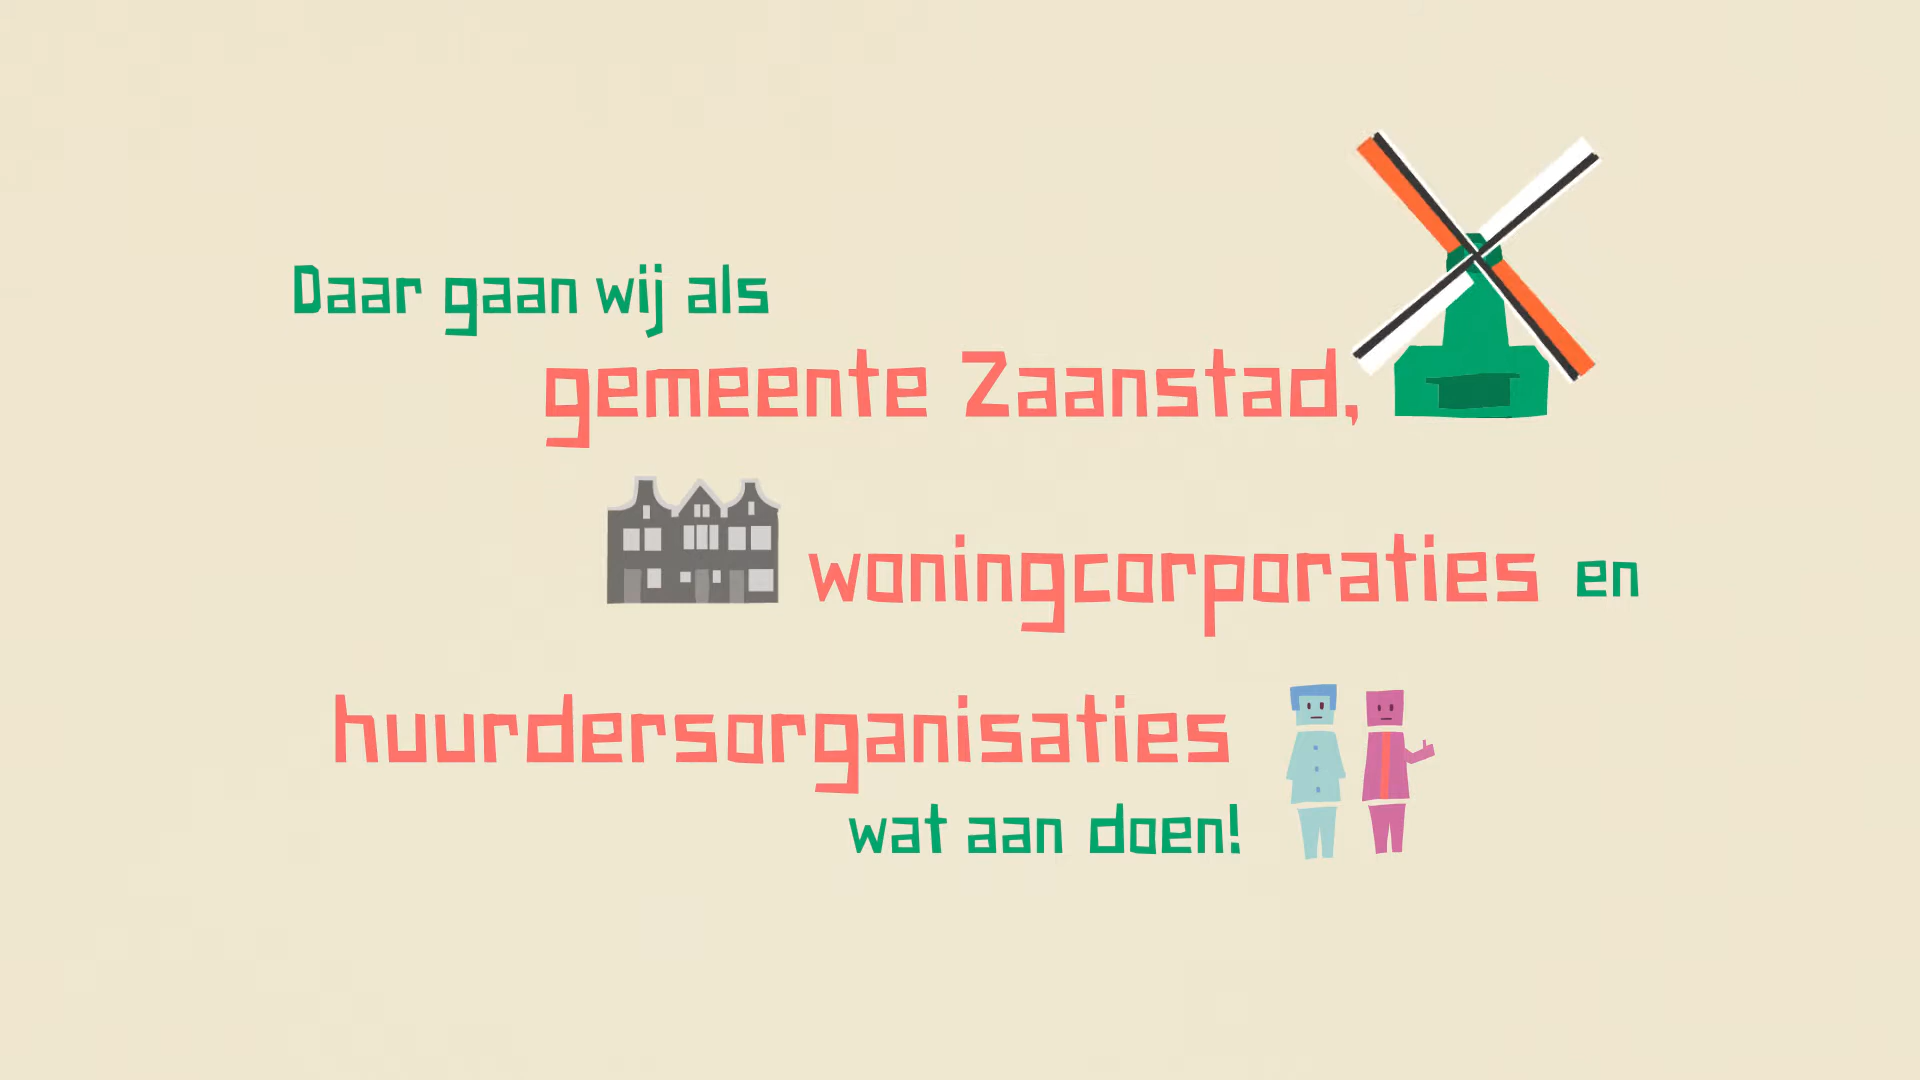 Daar gaan wij als
gemeente Zaanstad,
woningcorporaties en
huurdersorganisaties
wat aan doen!